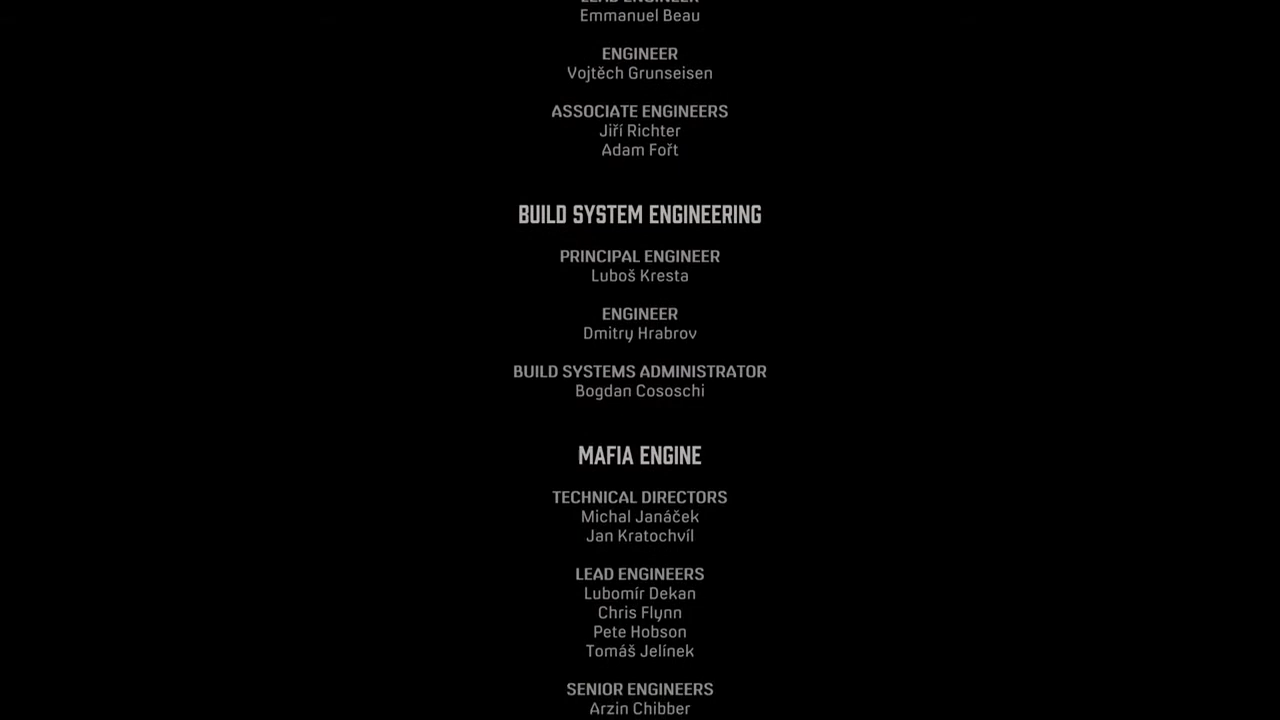 LEAD ENGINEER
Emmanuel Beau
ENGINEER
Vojtěch Grunseisen
ASSOCIATE ENGINEERS
Jiří Richter
Adam Fořt
BUILD SYSTEM ENGINEERING
PRINCIPAL ENGINEER
Luboš Kresta
ENGINEER
Dmitry Hrabrov
BUILD SYSTEMS ADMINISTRATOR
Bogdan Cososchi
MAFIA ENGINE
TECHNICAL DIRECTORS
Michal Janáček
Jan Kratochvíl
LEAD ENGINEERS
Lubomír Dekan
Chris Flynn
Pete Hobson
Tomáš Jelínek
SENIOR ENGINEERS
Arzin Chibber